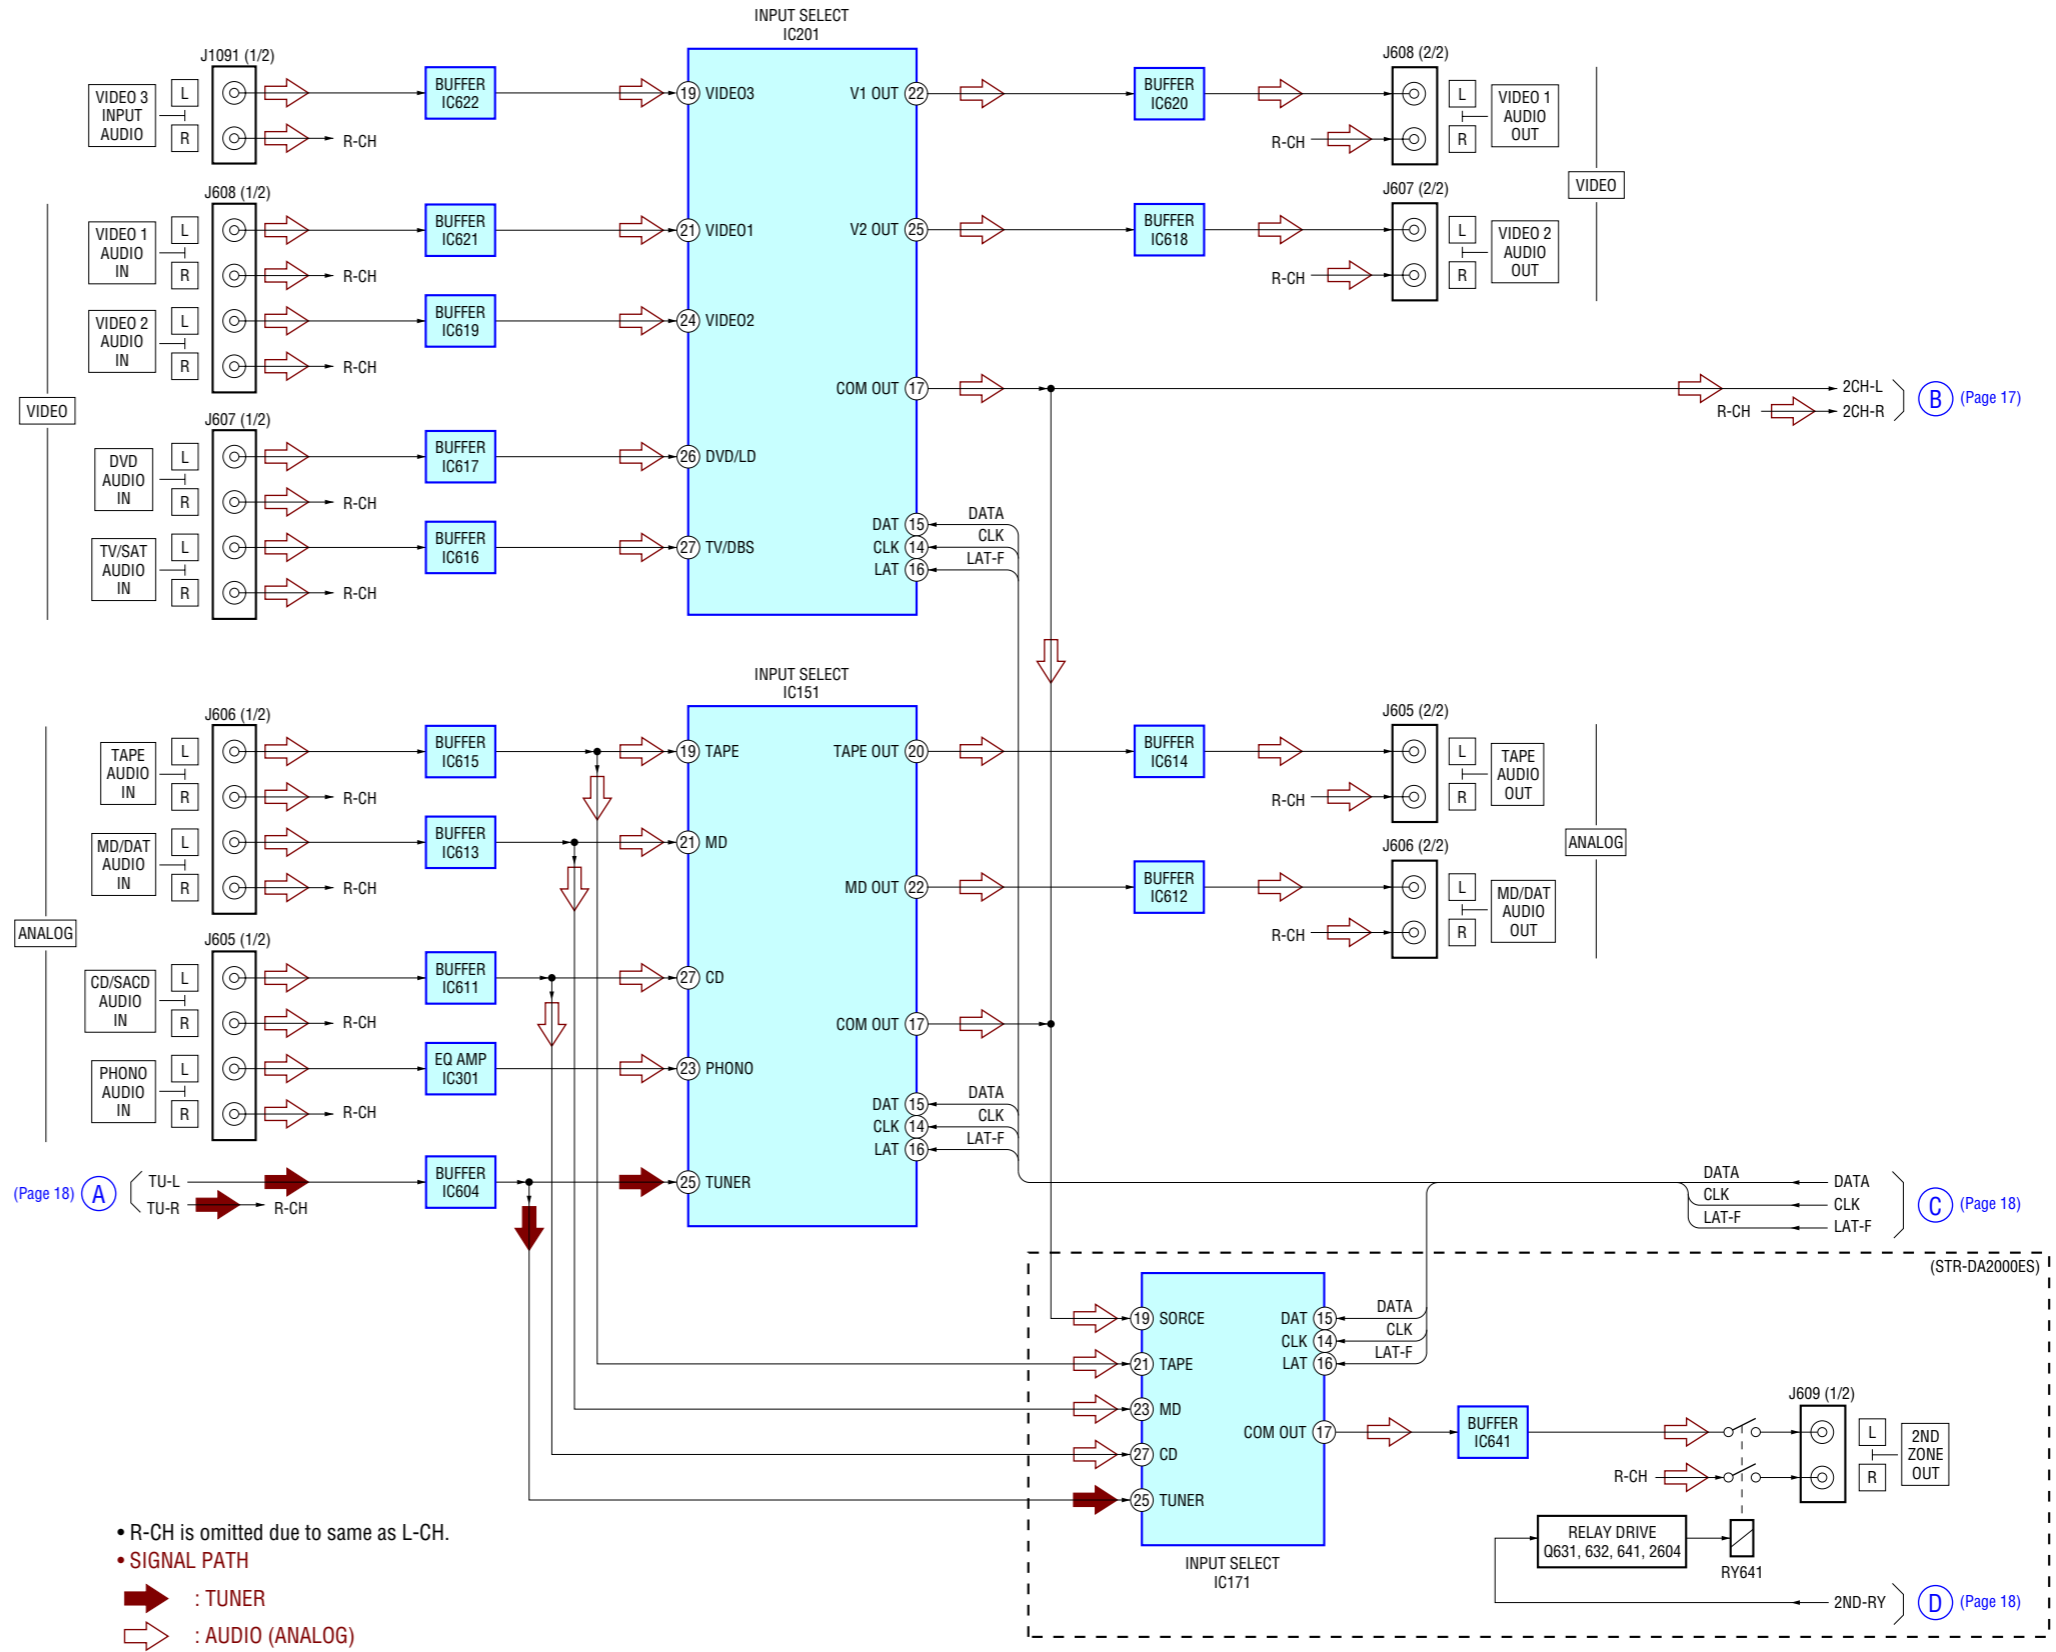 INPUT SELECT
IC201
J1091 (1/2)
VIDEO 3
INPUT
AUDIO
L
R
R-CH
BUFFER
IC622
19 VIDEO3
V1 OUT 22
BUFFER
IC620
J608 (2/2)
R-CH
L
R
VIDEO 1
AUDIO
OUT
VIDEO
J608 (1/2)
VIDEO 1
AUDIO
IN
L
R
R-CH
BUFFER
IC621
21 VIDEO1
V2 OUT 25
BUFFER
IC618
J607 (2/2)
R-CH
L
R
VIDEO 2
AUDIO
OUT
VIDEO 2
AUDIO
IN
L
R
R-CH
BUFFER
IC619
24 VIDEO2
COM OUT 17
2CH-L
R-CH
2CH-R
B (Page 17)
VIDEO
J607 (1/2)
DVD
AUDIO
IN
L
R
R-CH
BUFFER
IC617
26 DVD/LD
TV/SAT
AUDIO
IN
L
R
R-CH
BUFFER
IC616
27 TV/DBS
DAT 15 DATA
CLK 14 CLK
LAT 16 LAT-F
INPUT SELECT
IC151
J606 (1/2)
TAPE
AUDIO
IN
L
R
R-CH
BUFFER
IC615
19 TAPE
TAPE OUT 20
BUFFER
IC614
J605 (2/2)
R-CH
L
R
TAPE
AUDIO
OUT
ANALOG
MD/DAT
AUDIO
IN
L
R
R-CH
BUFFER
IC613
21 MD
MD OUT 22
BUFFER
IC612
J606 (2/2)
R-CH
L
R
MD/DAT
AUDIO
OUT
ANALOG
J605 (1/2)
CD/SACD
AUDIO
IN
L
R
R-CH
BUFFER
IC611
27 CD
COM OUT 17
PHONO
AUDIO
IN
L
R
R-CH
EQ AMP
IC301
23 PHONO
DAT 15 DATA
CLK 14 CLK
LAT 16 LAT-F
(Page 18) A
TU-L
TU-R
R-CH
BUFFER
IC604
25 TUNER
DATA DATA
CLK CLK
LAT-F LAT-F
C (Page 18)
(STR-DA2000ES)
19 SORCE
21 TAPE
23 MD
27 CD
25 TUNER
DAT 15 DATA
CLK 14 CLK
LAT 16 LAT-F
COM OUT 17
INPUT SELECT
IC171
BUFFER
IC641
R-CH
J609 (1/2)
L
R
2ND
ZONE
OUT
RELAY DRIVE
Q631, 632, 641, 2604
RY641
2ND-RY
D (Page 18)
• R-CH is omitted due to same as L-CH.
• SIGNAL PATH
: TUNER
: AUDIO (ANALOG)